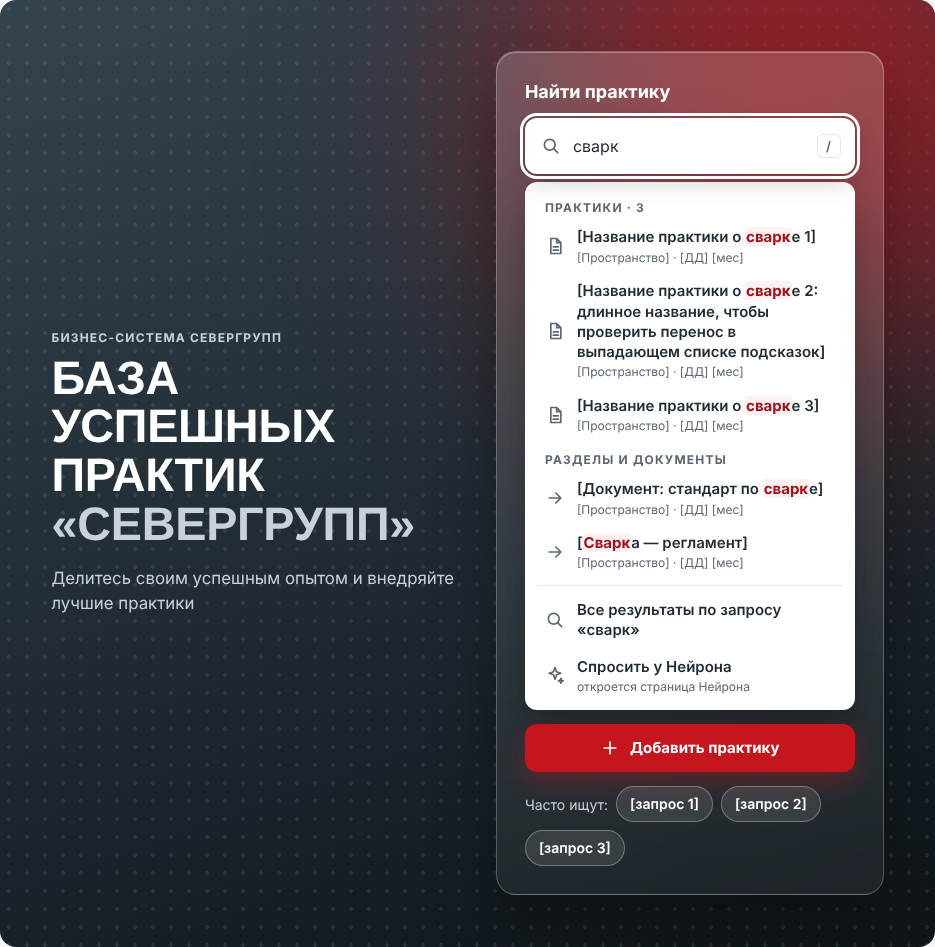 БИЗНЕС-СИСТЕМА СЕВЕРГРУПП
БАЗА
УСПЕШНЫХ
ПРАКТИК
«СЕВЕРГРУПП»
Делитесь своим успешным опытом и внедряйте
лучшие практики
Найти практику
сварк
/
ПРАКТИКИ · 3
[Название практики о сварке 1]
[Пространство] · [ДД] [мес]
[Название практики о сварке 2:
длинное название, чтобы
проверить перенос в
выпадающем списке подсказок]
[Пространство] · [ДД] [мес]
[Название практики о сварке 3]
[Пространство] · [ДД] [мес]
РАЗДЕЛЫ И ДОКУМЕНТЫ
[Документ: стандарт по сварке]
[Пространство] · [ДД] [мес]
[Сварка — регламент]
[Пространство] · [ДД] [мес]
Все результаты по запросу
«сварк»
Спросить у Нейрона
откроется страница Нейрона
Добавить практику
Часто ищут: [запрос 1] [запрос 2]
[запрос 3]